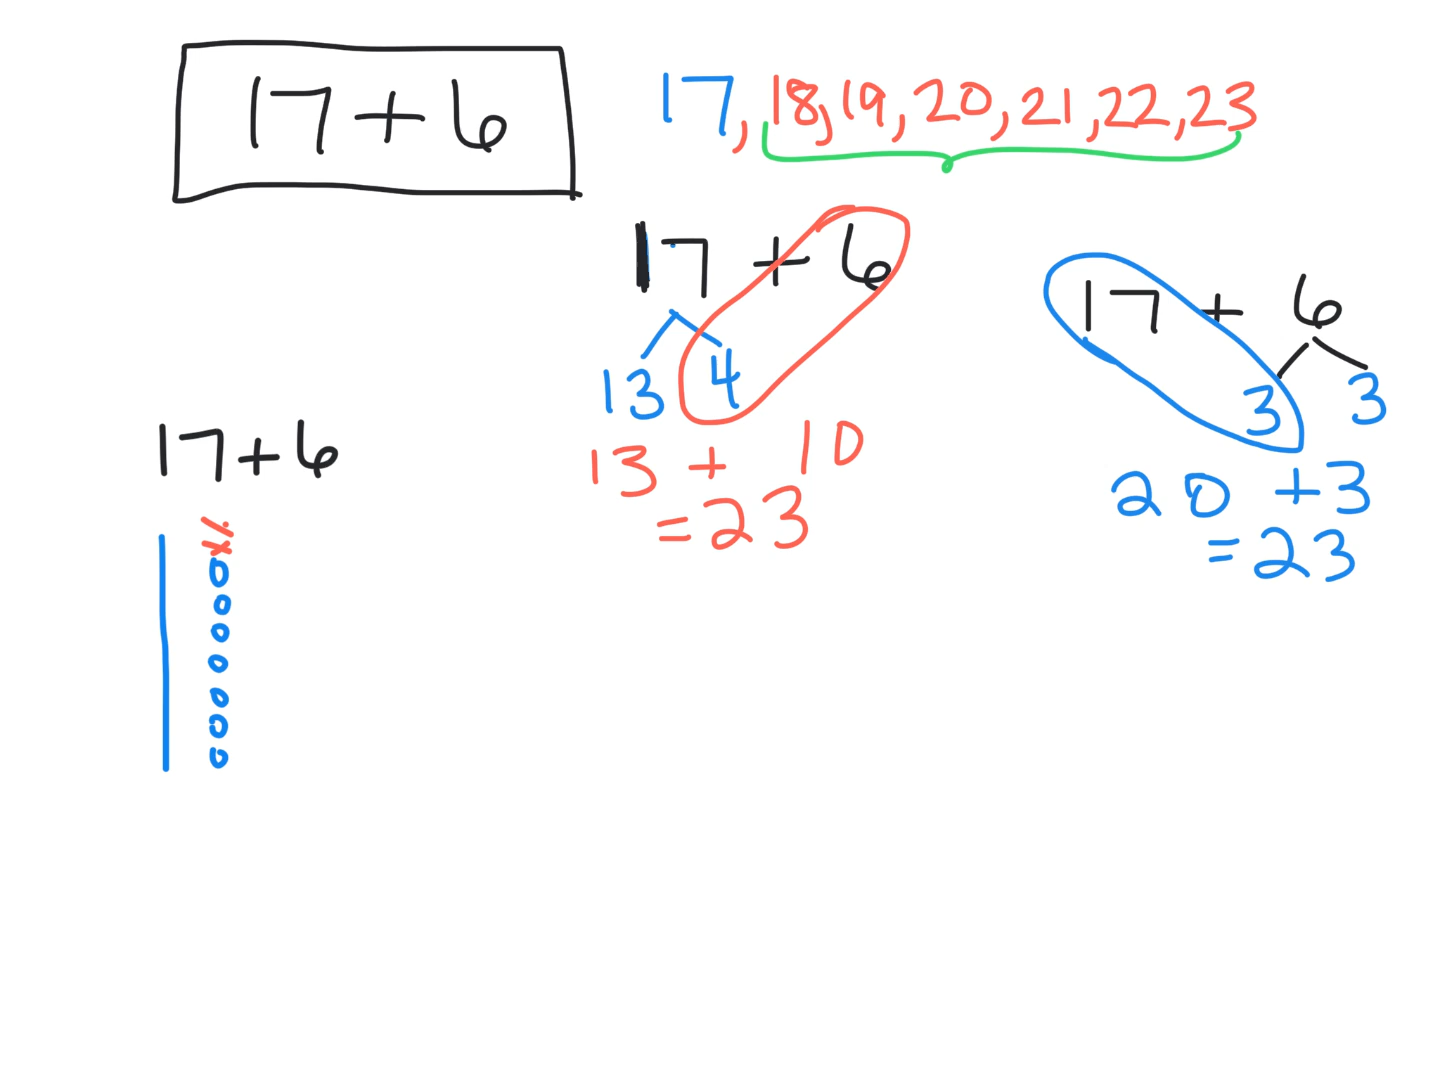 17 + 6
17, 18, 19, 20, 21, 22, 23
17 + 6
13 4
13 + 10
= 23
17 + 6
3 3
20 + 3
= 23
17 + 6